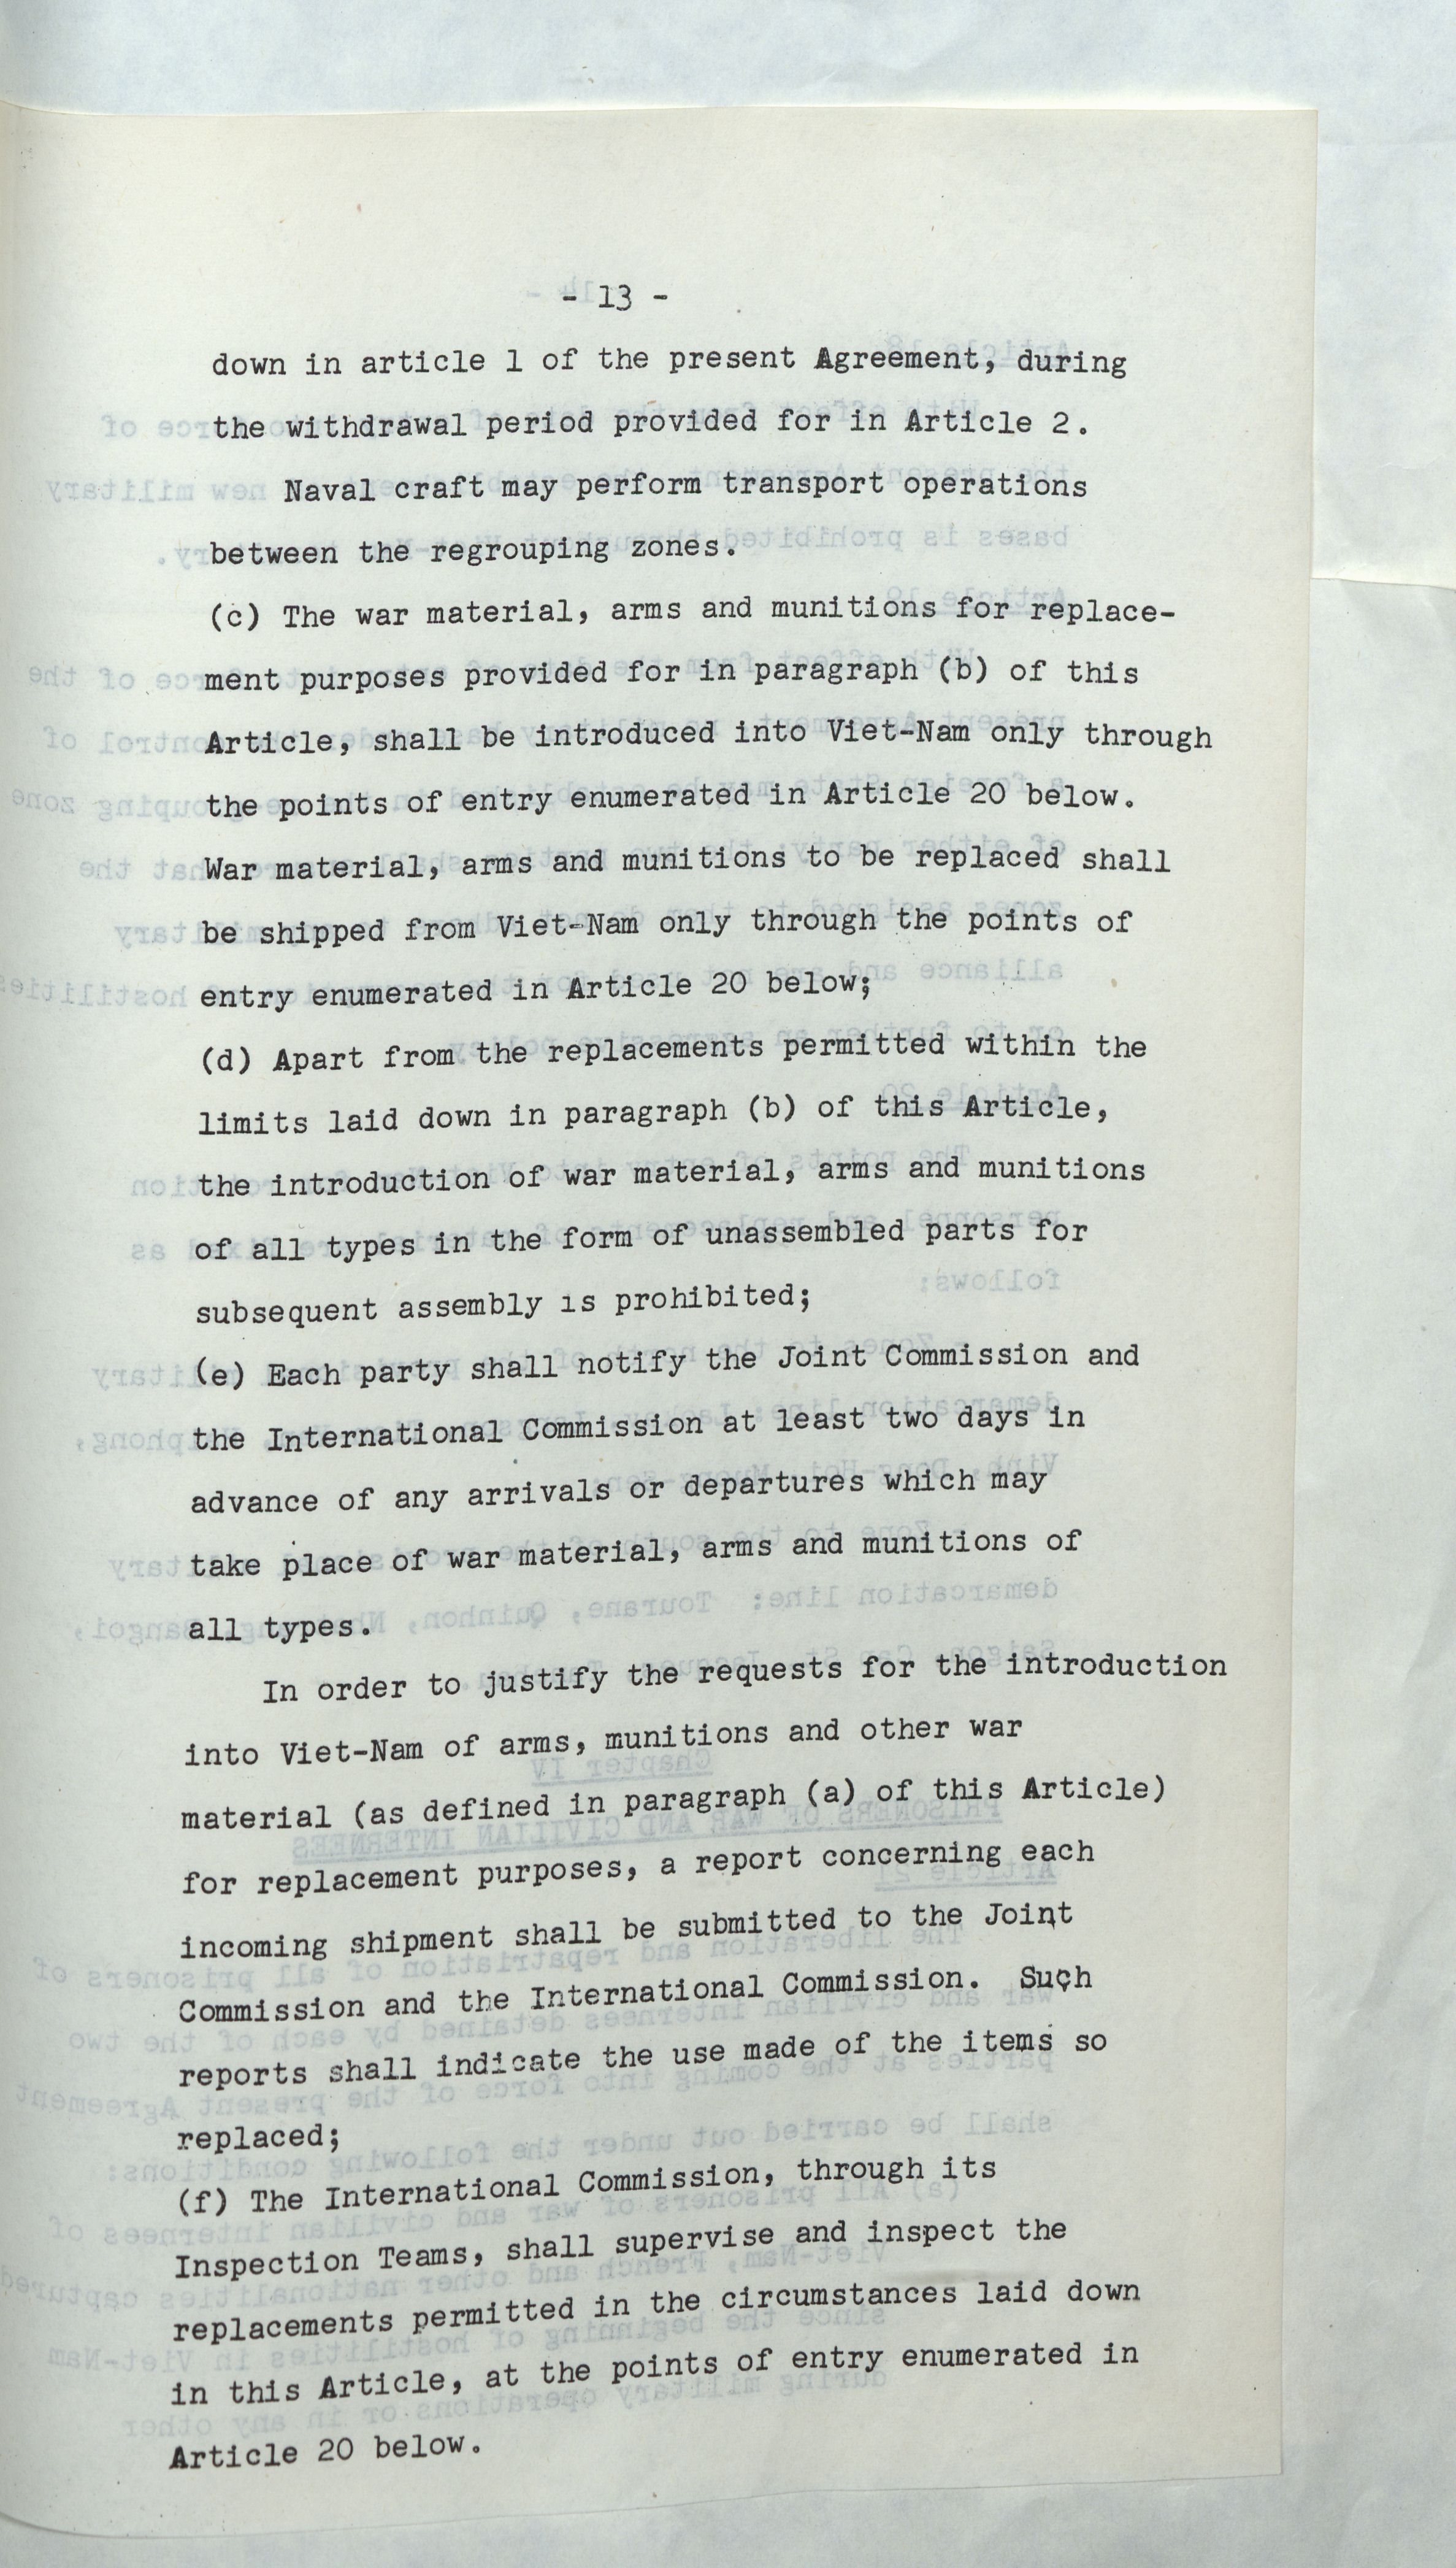 - 13 -
down in article 1 of the present Agreement, during
the withdrawal period provided for in Article 2.
Naval craft may perform transport operations
between the regrouping zones.
(c) The war material, arms and munitions for replace-
ment purposes provided for in paragraph (b) of this
Article, shall be introduced into Viet-Nam only through
the points of entry enumerated in Article 20 below.
War material, arms and munitions to be replaced shall
be shipped from Viet-Nam only through the points of
entry enumerated in Article 20 below;
(d) Apart from the replacements permitted within the
limits laid down in paragraph (b) of this Article,
the introduction of war material, arms and munitions
of all types in the form of unassembled parts for
subsequent assembly is prohibited;
(e) Each party shall notify the Joint Commission and
the International Commission at least two days in
advance of any arrivals or departures which may
take place of war material, arms and munitions of
all types.
In order to justify the requests for the introduction
into Viet-Nam of arms, munitions and other war
material (as defined in paragraph (a) of this Article)
for replacement purposes, a report concerning each
incoming shipment shall be submitted to the Joint
Commission and the International Commission. Such
reports shall indicate the use made of the items so
replaced;
(f) The International Commission, through its
Inspection Teams, shall supervise and inspect the
replacements permitted in the circumstances laid down
in this Article, at the points of entry enumerated in
Article 20 below.